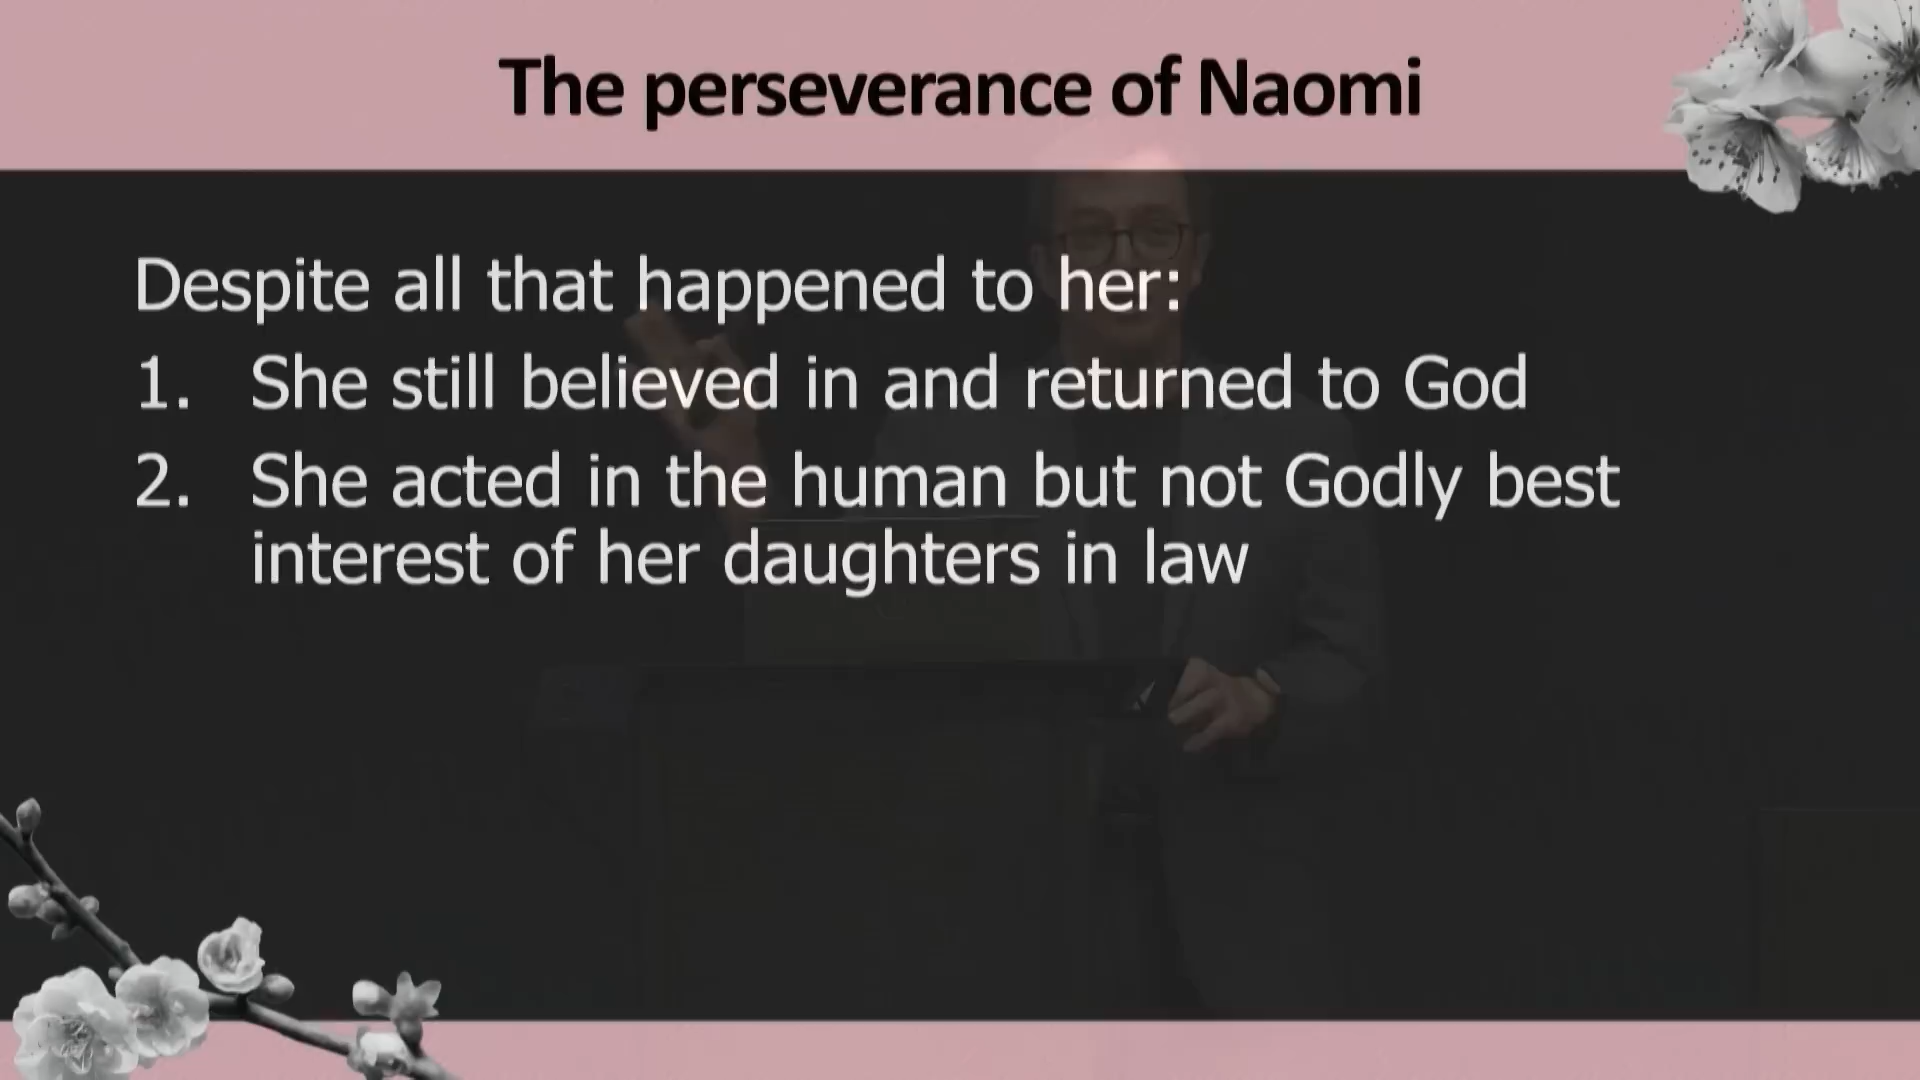 The perseverance of Naomi
Despite all that happened to her:
1. She still believed in and returned to God
2. She acted in the human but not Godly best
interest of her daughters in law